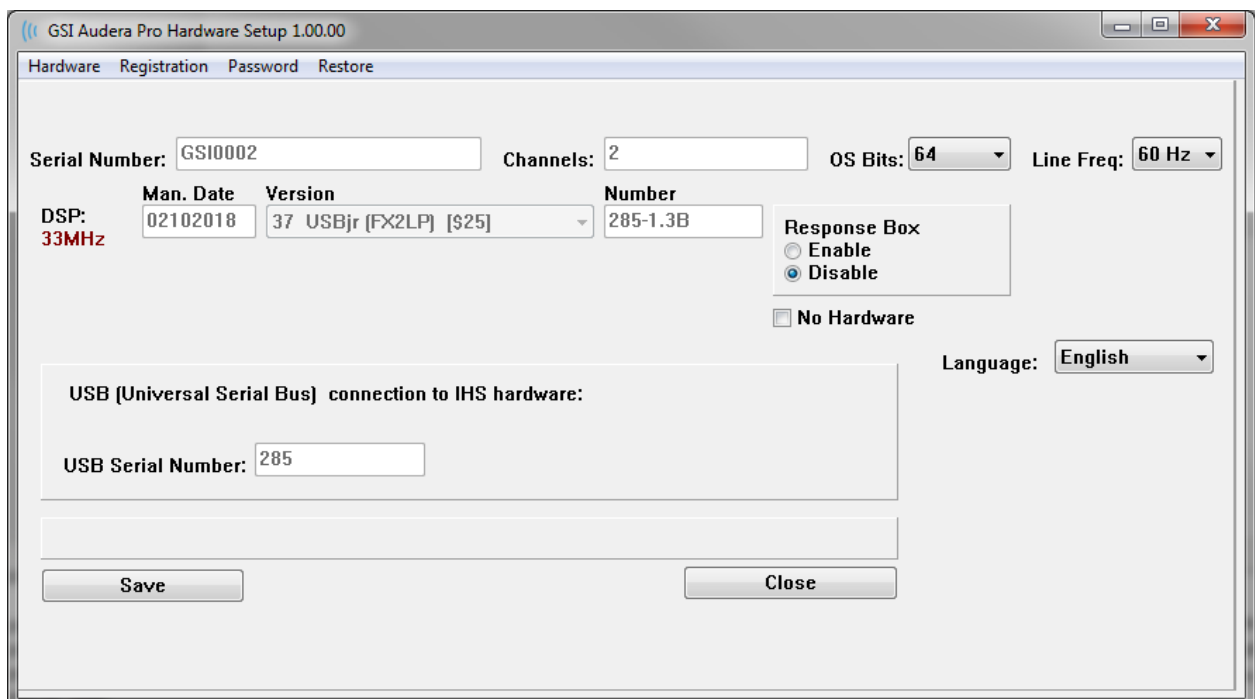 GSI Audera Pro Hardware Setup 1.00.00
Hardware Registration Password Restore
Serial Number: GSI0002 Channels: 2 OS Bits: 64 Line Freq: 60 Hz
Man. Date Version Number
DSP: 02102018 37 USBjr (FX2LP) [$25] 285-1.3B
33MHz
Response Box
Enable
Disable
No Hardware
Language: English
USB (Universal Serial Bus) connection to IHS hardware:
USB Serial Number: 285
Save Close